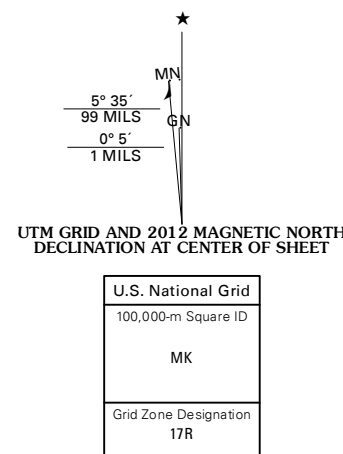 ★
MN
5° 35´
99 MILS
GN
0° 5´
1 MILS
UTM GRID AND 2012 MAGNETIC NORTH
DECLINATION AT CENTER OF SHEET
U.S. National Grid
100,000-m Square ID
MK
Grid Zone Designation
17R